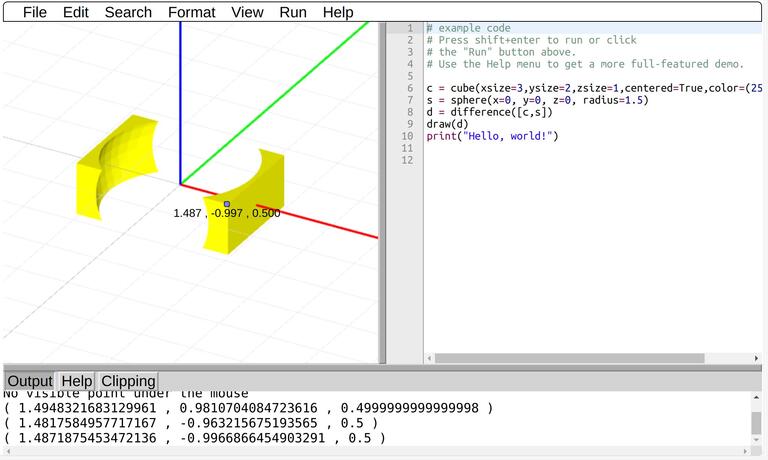 File Edit Search Format View Run Help
1.487 , -0.997 , 0.500
1 # example code
2 # Press shift+enter to run or click
3 # the "Run" button above.
4 # Use the Help menu to get a more full-featured demo.
5
6 c = cube(xsize=3,ysize=2,zsize=1,centered=True,color=(25
7 s = sphere(x=0, y=0, z=0, radius=1.5)
8 d = difference([c,s])
9 draw(d)
10 print("Hello, world!")
11
12
Output Help Clipping
No visible point under the mouse
( 1.4948321683129961 , 0.9810704084723616 , 0.4999999999999998 )
( 1.4817584957717167 , -0.963215675193565 , 0.5 )
( 1.4871875453472136 , -0.9966866454903291 , 0.5 )